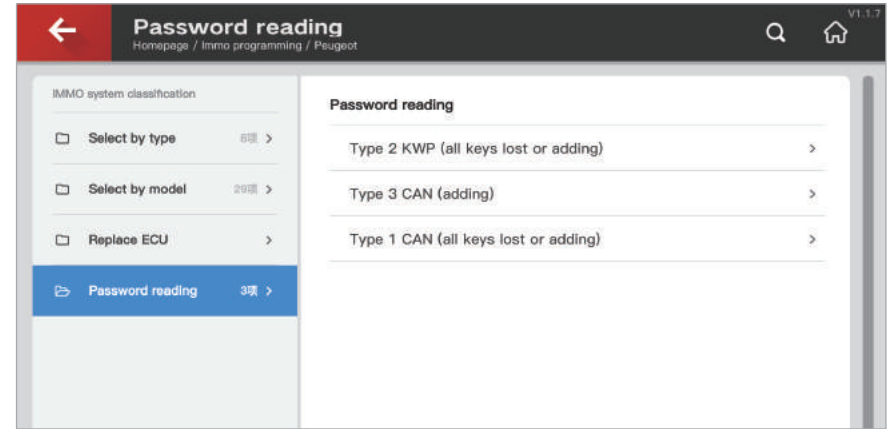 Password reading
V1.1.7
Homepage / Immo programming / Peugeot
IMMO system classification
Select by type 6项
Select by model 29项
Replace ECU
Password reading 3项
Password reading
Type 2 KWP (all keys lost or adding)
Type 3 CAN (adding)
Type 1 CAN (all keys lost or adding)